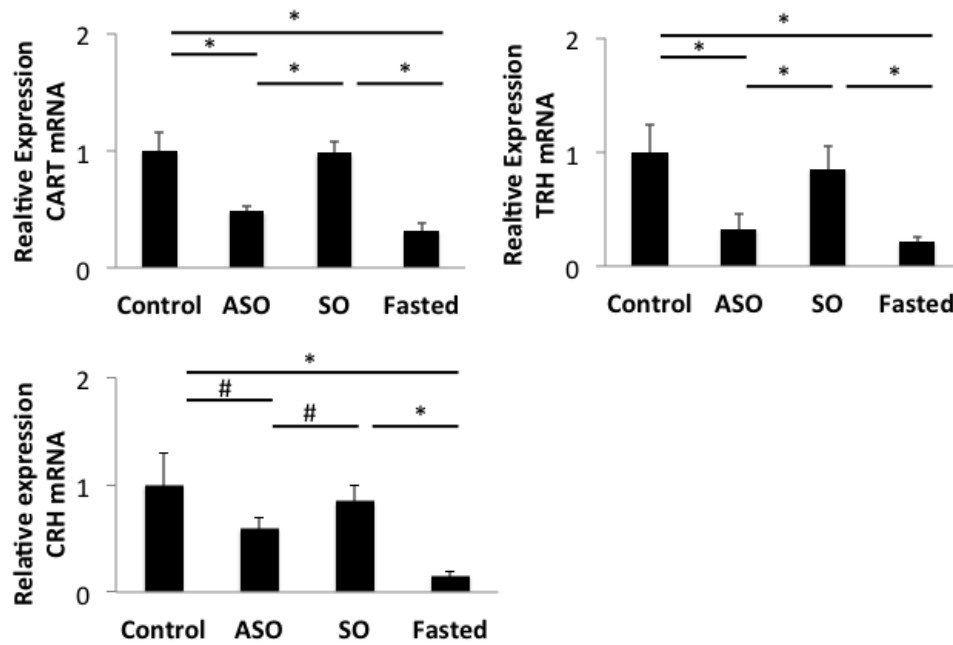 *
*
*
*
2
1
0
Realtive Expression
CART mRNA
Control ASO SO Fasted
*
*
*
*
2
1
0
Realtive Expression
TRH mRNA
Control ASO SO Fasted
*
#
#
*
2
1
0
Relative expression
CRH mRNA
Control ASO SO Fasted